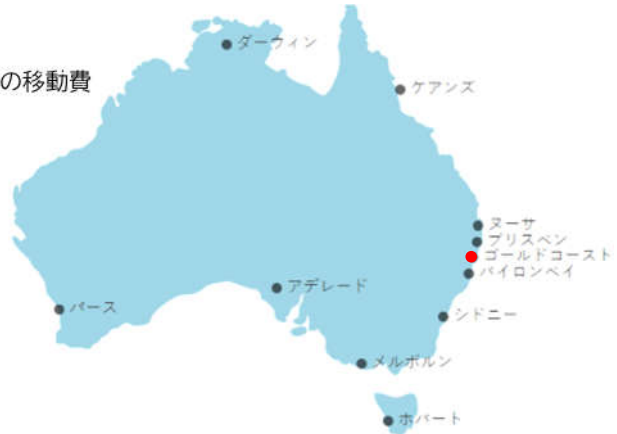 ダーウィン
の移動費
ケアンズ
ヌーサ
ブリスベン
ゴールドコースト
バイロンベイ
アデレード
パース
シドニー
メルボルン
ホバート